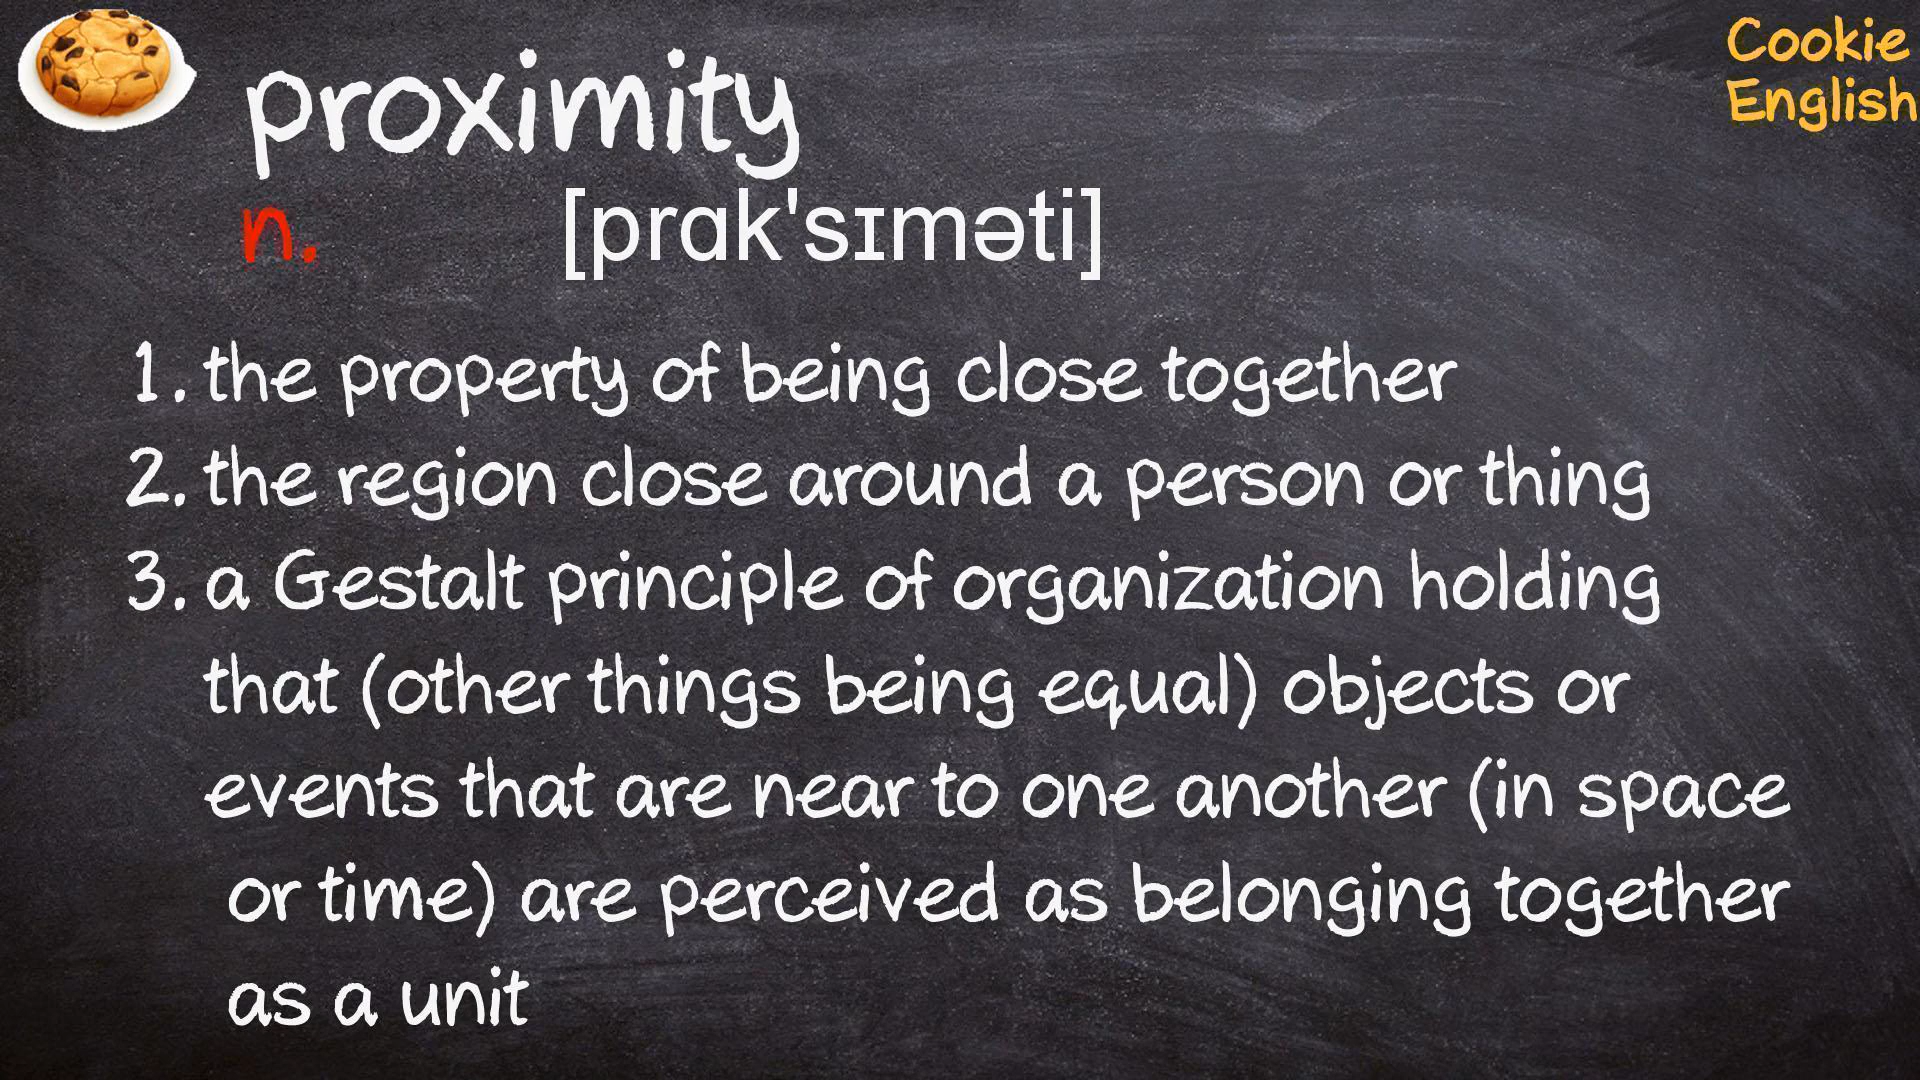 Cookie
English
proximity
n. [prɑk'sɪməti]
1. the property of being close together
2. the region close around a person or thing
3. a Gestalt principle of organization holding
that (other things being equal) objects or
events that are near to one another (in space
or time) are perceived as belonging together
as a unit